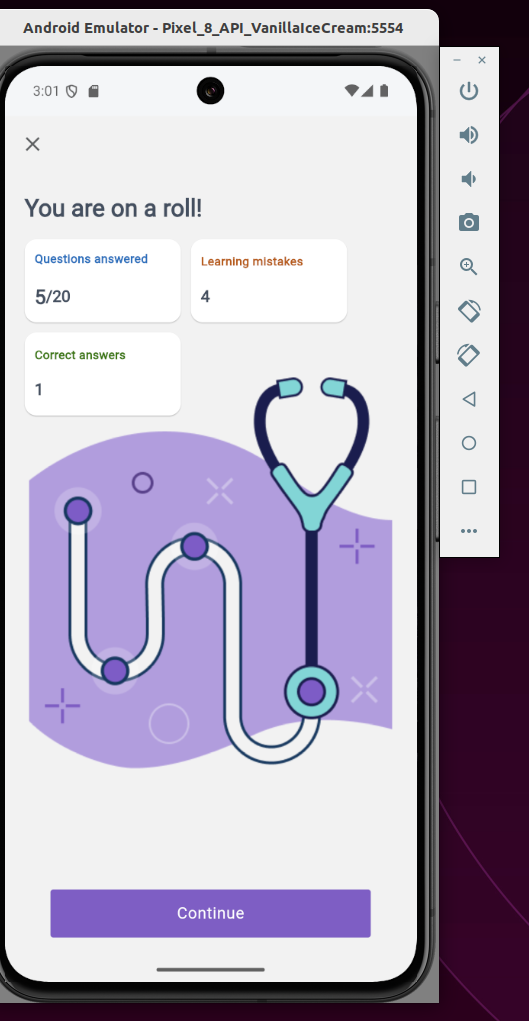 Android Emulator - Pixel_8_API_VanillaIceCream:5554
3:01
You are on a roll!
Questions answered
5/20
Learning mistakes
4
Correct answers
1
Continue